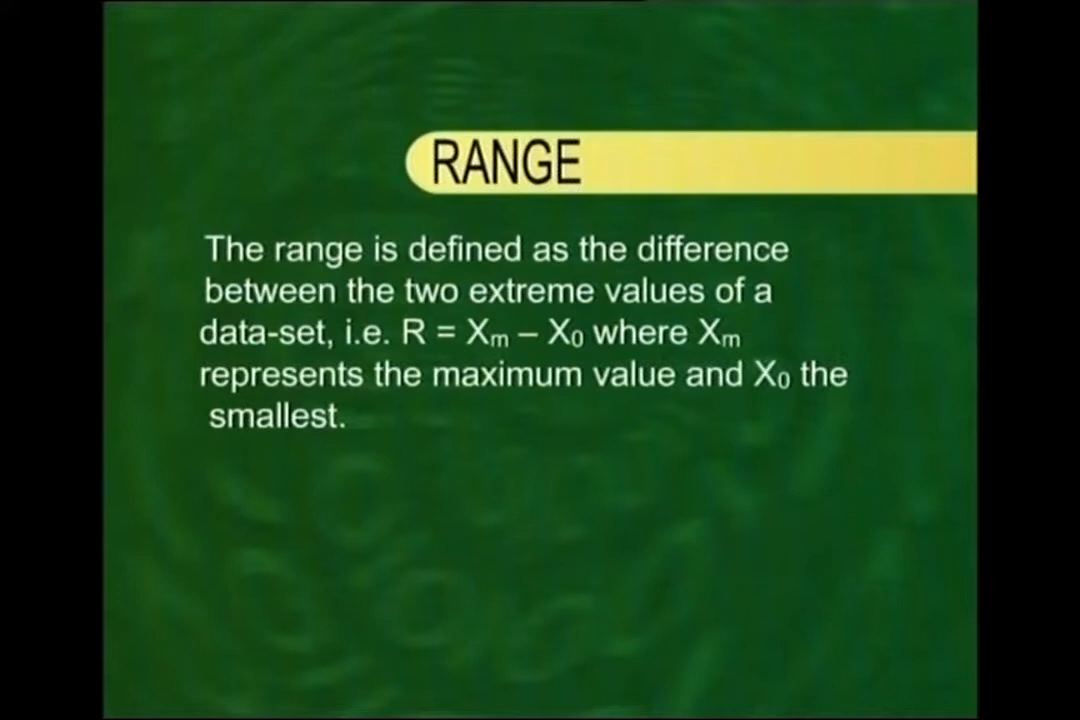 RANGE
The range is defined as the difference
between the two extreme values of a
data-set, i.e. R = Xₘ – X₀ where Xₘ
represents the maximum value and X₀ the
smallest.